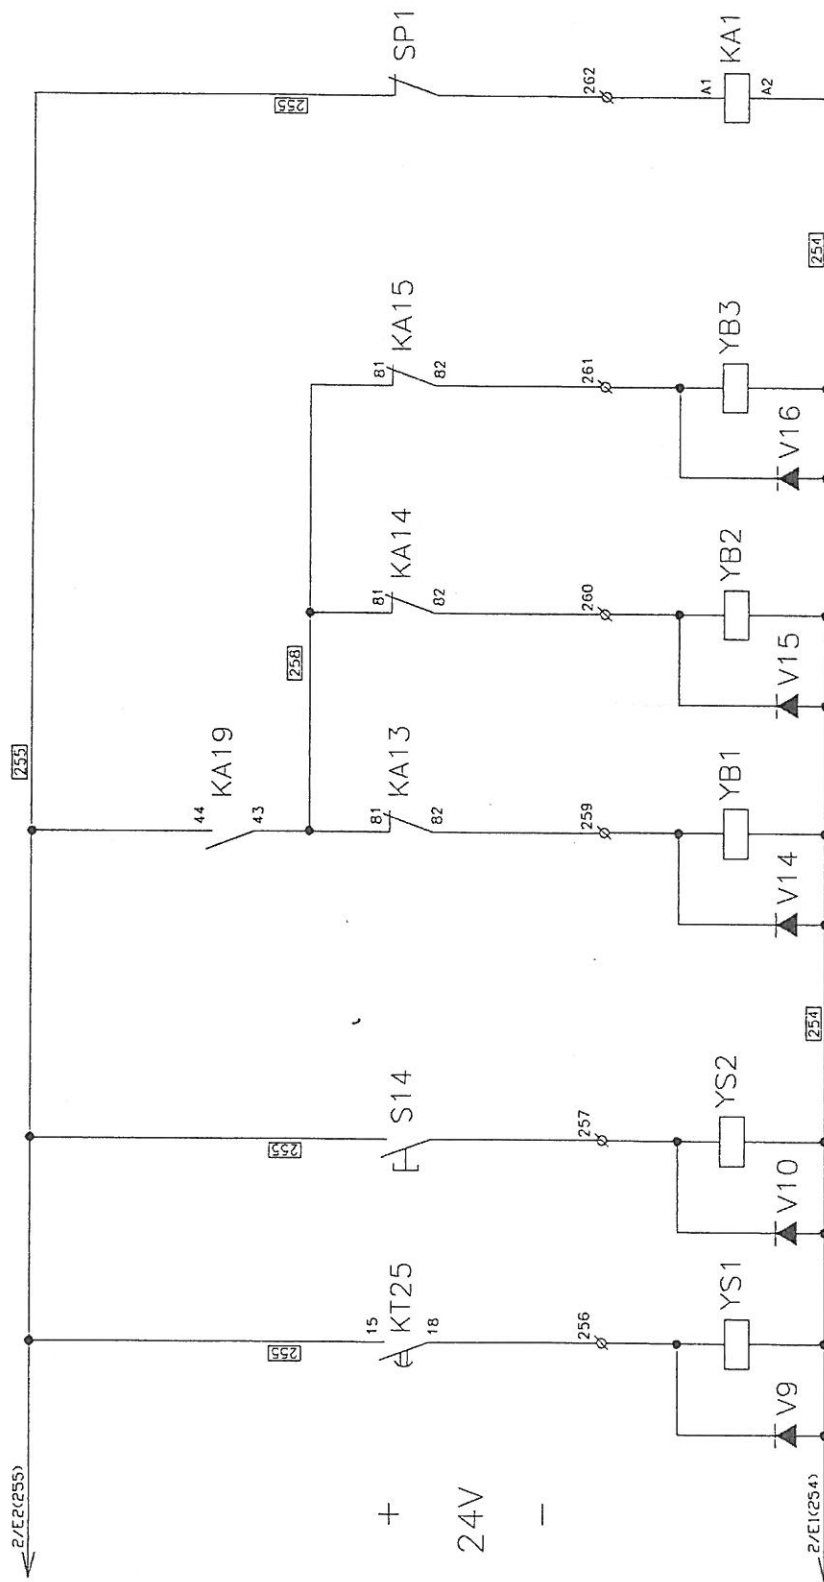 2/E2(255)
255
255
255
255
+
24V
-
15
KT25
18
S14
44
KA19
43
258
81
KA13
82
81
KA14
82
81
KA15
82
SP1
256
257
259
260
261
262
V9
YS1
V10
YS2
V14
YB1
V15
YB2
V16
YB3
A1
KA1
A2
2/E1(254)
254
254